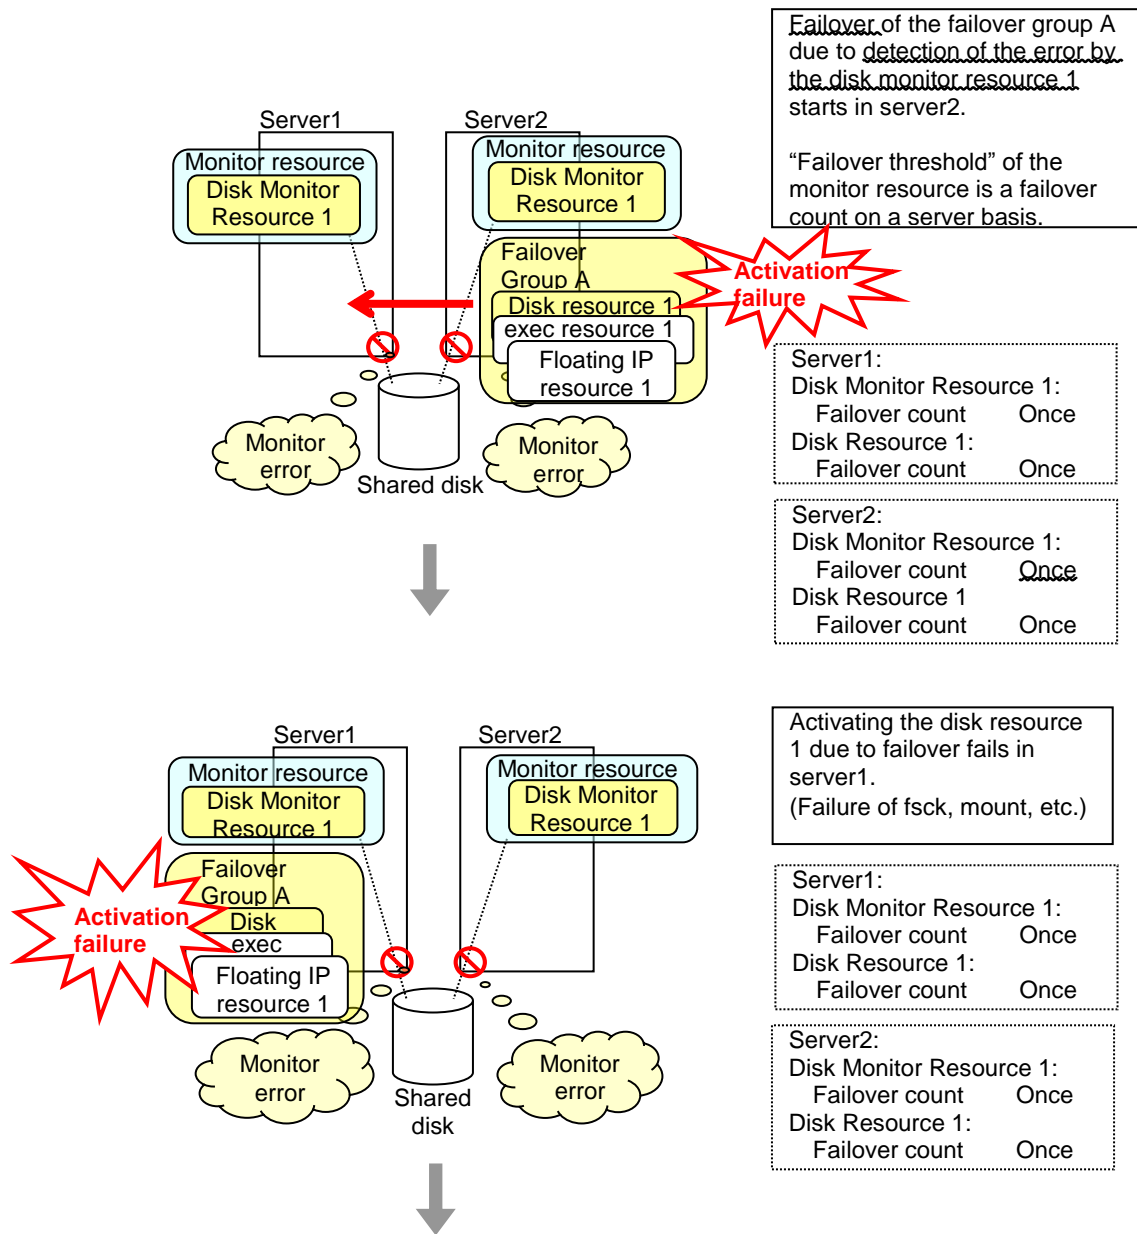 Failover of the failover group A
due to detection of the error by
the disk monitor resource 1
starts in server2.
“Failover threshold” of the
monitor resource is a failover
count on a server basis.
Server1
Server2
Monitor resource
Disk Monitor
Resource 1
Monitor resource
Disk Monitor
Resource 1
Failover
Group A
Disk resource 1
exec resource 1
Floating IP
resource 1
Activation
failure
Monitor
error
Shared disk
Monitor
error
Server1:
Disk Monitor Resource 1:
Failover count Once
Disk Resource 1:
Failover count Once
Server2:
Disk Monitor Resource 1:
Failover count Once
Disk Resource 1
Failover count Once
Server1
Server2
Monitor resource
Disk Monitor
Resource 1
Monitor resource
Disk Monitor
Resource 1
Activation
failure
Failover
Group A
Disk
exec
Floating IP
resource 1
Monitor
error
Shared
disk
Monitor
error
Activating the disk resource
1 due to failover fails in
server1.
(Failure of fsck, mount, etc.)
Server1:
Disk Monitor Resource 1:
Failover count Once
Disk Resource 1:
Failover count Once
Server2:
Disk Monitor Resource 1:
Failover count Once
Disk Resource 1:
Failover count Once